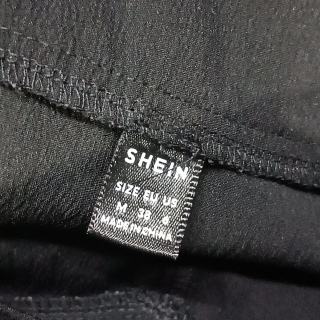 SHEIN
SIZE EU US
M 38 6
MADE IN CHINA